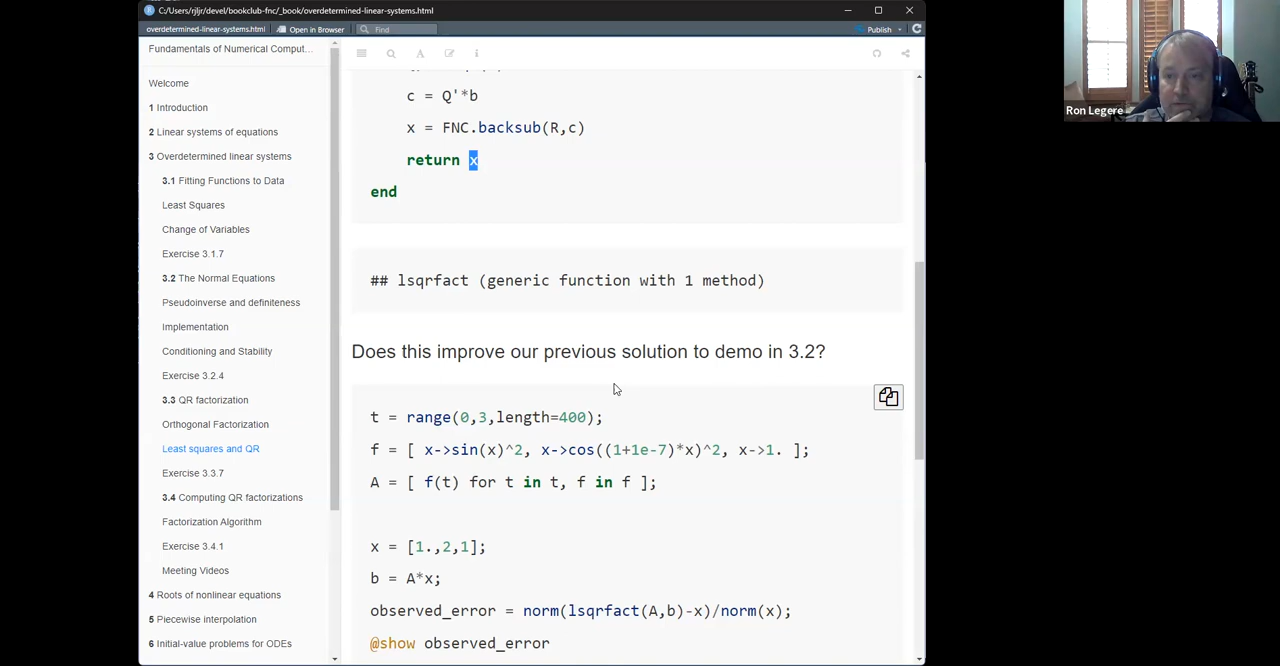 C:/Users/rjljr/devel/bookclub-fnc/_book/overdetermined-linear-systems.html
overdetermined-linear-systems.html
Open in Browser
Find
Publish
Fundamentals of Numerical Comput...
Welcome
1 Introduction
2 Linear systems of equations
3 Overdetermined linear systems
3.1 Fitting Functions to Data
Least Squares
Change of Variables
Exercise 3.1.7
3.2 The Normal Equations
Pseudoinverse and definiteness
Implementation
Conditioning and Stability
Exercise 3.2.4
3.3 QR factorization
Orthogonal Factorization
Least squares and QR
Exercise 3.3.7
3.4 Computing QR factorizations
Factorization Algorithm
Exercise 3.4.1
Meeting Videos
4 Roots of nonlinear equations
5 Piecewise interpolation
6 Initial-value problems for ODEs
c = Q'*b
x = FNC.backsub(R,c)
return x
end
## lsqrfact (generic function with 1 method)
Does this improve our previous solution to demo in 3.2?
t = range(0,3,length=400);
f = [ x->sin(x)^2, x->cos((1+1e-7)*x)^2, x->1. ];
A = [ f(t) for t in t, f in f ];
x = [1.,2,1];
b = A*x;
observed_error = norm(lsqrfact(A,b)-x)/norm(x);
@show observed_error
Ron Legere